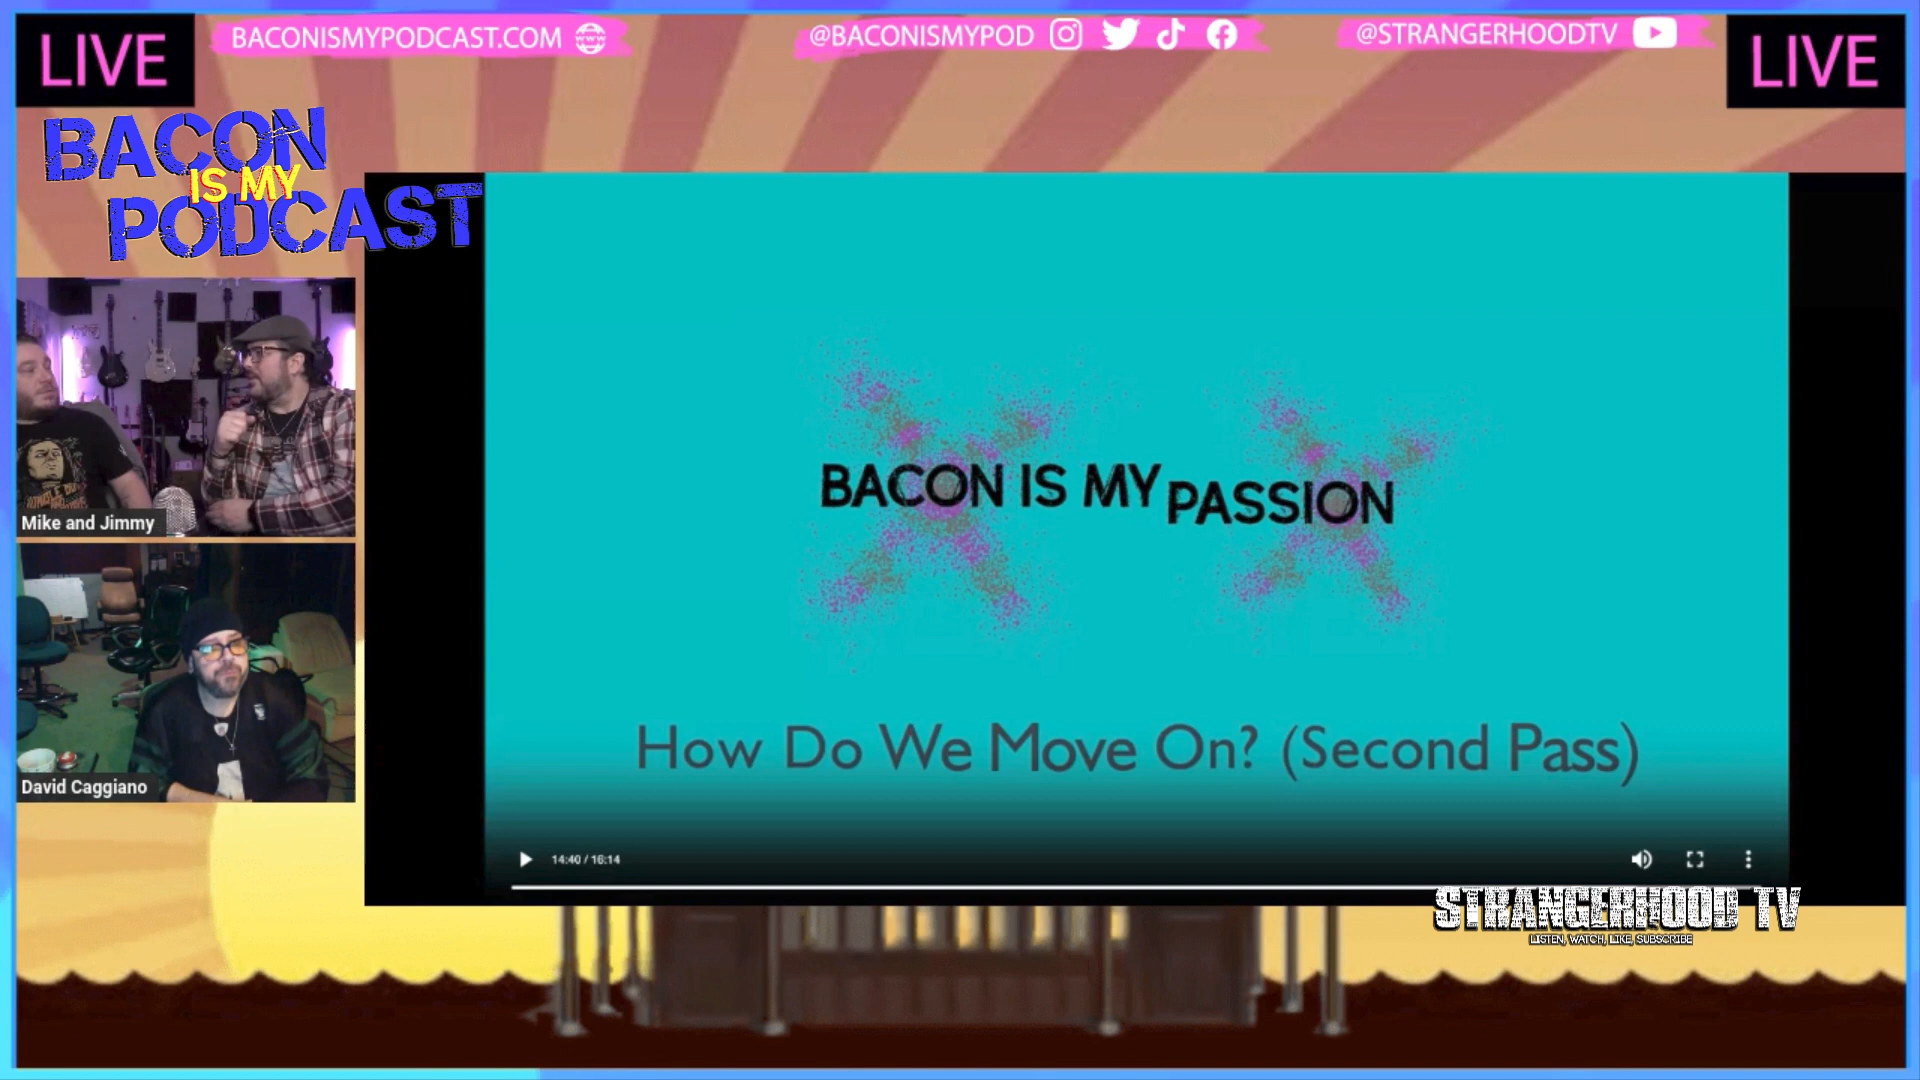 LIVE
BACONISMYPODCAST.COM
@BACONISMYPOD
@STRANGERHOODTV
LIVE
BACON
IS MY
PODCAST
BACON IS MY PASSION
Mike and Jimmy
David Caggiano
How Do We Move On? (Second Pass)
14:40 / 16:14
STRANGERHOOD TV
LISTEN, WATCH, LIKE, SUBSCRIBE